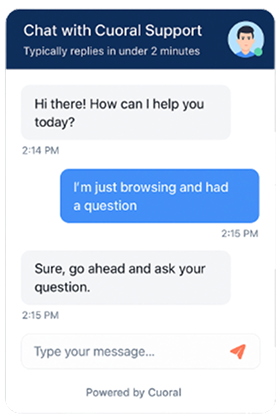 Chat with Cuoral Support
Typically replies in under 2 minutes
Hi there! How can I help you
today?
2:14 PM
I'm just browsing and had
a question
2:15 PM
Sure, go ahead and ask your
question.
2:15 PM
Type your message...
Powered by Cuoral